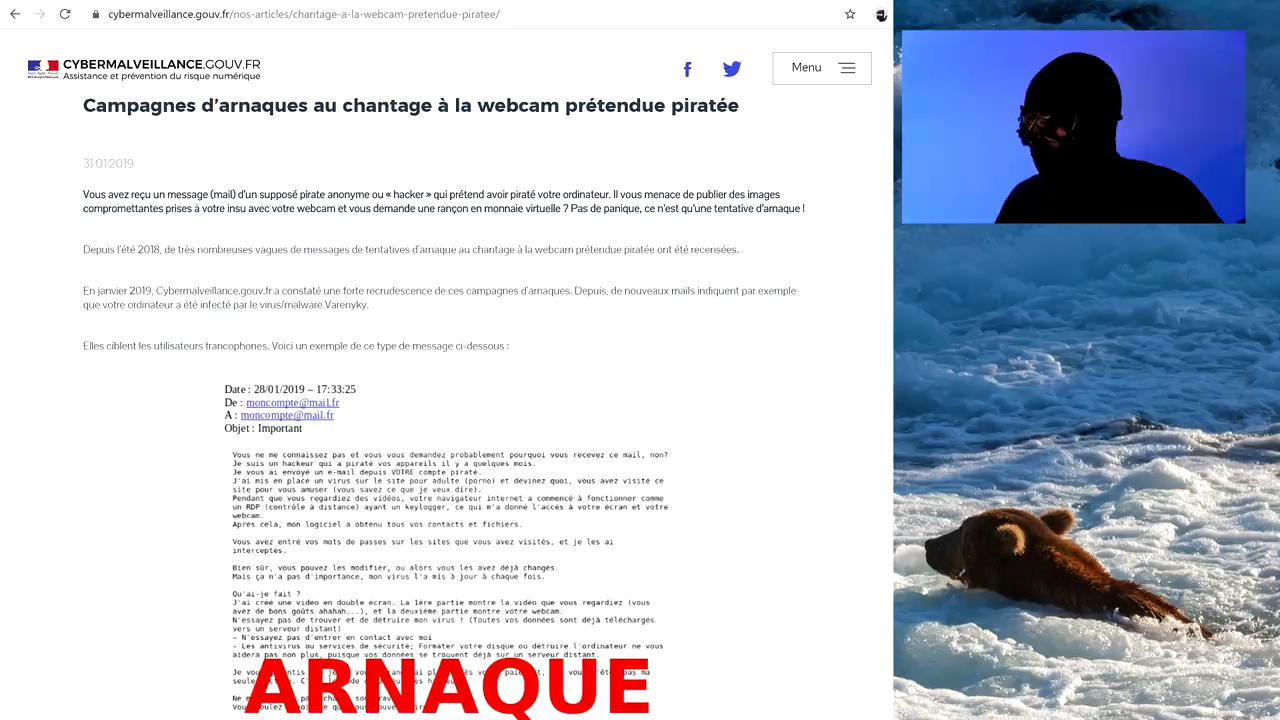 cybermalveillance.gouv.fr/nos-articles/chantage-a-la-webcam-pretendue-piratee/
CYBERMALVEILLANCE.GOUV.FR
Assistance et prévention du risque numérique
Menu
Campagnes d'arnaques au chantage à la webcam prétendue piratée
31/01/2019
Vous avez reçu un message (mail) d'un supposé pirate anonyme ou « hacker » qui prétend avoir piraté votre ordinateur. Il vous menace de publier des images
compromettantes prises à votre insu avec votre webcam et vous demande une rançon en monnaie virtuelle ? Pas de panique, ce n'est qu'une tentative d'arnaque !
Depuis l'été 2018, de très nombreuses vagues de messages de tentatives d'arnaque au chantage à la webcam prétendue piratée ont été recensées.
En janvier 2019, Cybermalveillance.gouv.fr a constaté une forte recrudescence de ces campagnes d'arnaques. Depuis, de nouveaux mails indiquent par exemple
que votre ordinateur a été infecté par le virus/malware Varenyky.
Elles ciblent les utilisateurs francophones. Voici un exemple de ce type de message ci-dessous :
Date : 28/01/2019 – 17:33:25
De : moncompte@mail.fr
A : moncompte@mail.fr
Objet : Important
Vous ne me connaissez pas et vous vous demandez probablement pourquoi vous recevez ce mail, non?
Je suis un hackeur qui a piraté vos appareils il y a quelques mois.
Je vous ai envoyé un e-mail depuis VOTRE compte piraté.
J'ai mis en place un virus sur le site pour adulte (porno) et devinez quoi, vous avez visité ce
site pour vous amuser (vous savez ce que je veux dire).
Pendant que vous regardiez des vidéos, votre navigateur internet a commencé à fonctionner comme
un RDP (contrôle à distance) ayant un keylogger, ce qui m'a donné l'accès à votre écran et votre
webcam.
Après cela, mon logiciel a obtenu tous vos contacts et fichiers.
Vous avez entré vos mots de passes sur les sites que vous avez visités, et je les ai
interceptés.
Bien sûr, vous pouvez les modifier, ou alors vous les avez déjà changés.
Mais ça n'a pas d'importance, mon virus l'a mis à jour à chaque fois.
Qu'ai-je fait ?
J'ai créé une vidéo en double écran. La 1ère partie montre la vidéo que vous regardiez (vous
avez de bons goûts ahahah...), et la deuxième partie montre votre webcam.
N'essayez pas de trouver et de détruire mon virus ! (Toutes vos données sont déjà téléchargés
vers un serveur distant)
– N'essayez pas d'entrer en contact avec moi
- Les antivirus ou services de sécurité; Formater votre disque ou détruire l'ordinateur ne vous
aidera pas non plus, puisque vos données se trouvent déjà sur un serveur distant.
ARNAQUE